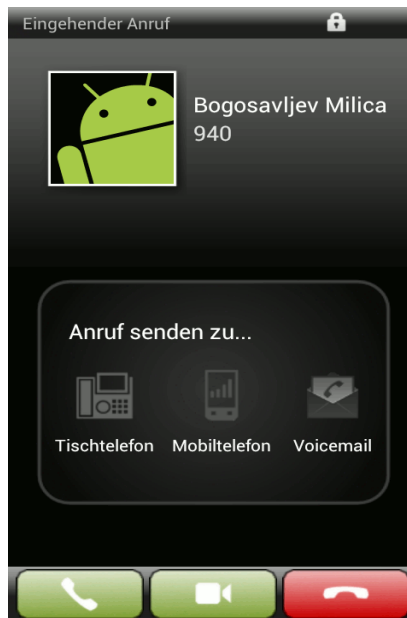 Eingehender Anruf
Bogosavljev Milica
940
Anruf senden zu...
Tischtelefon Mobiltelefon Voicemail